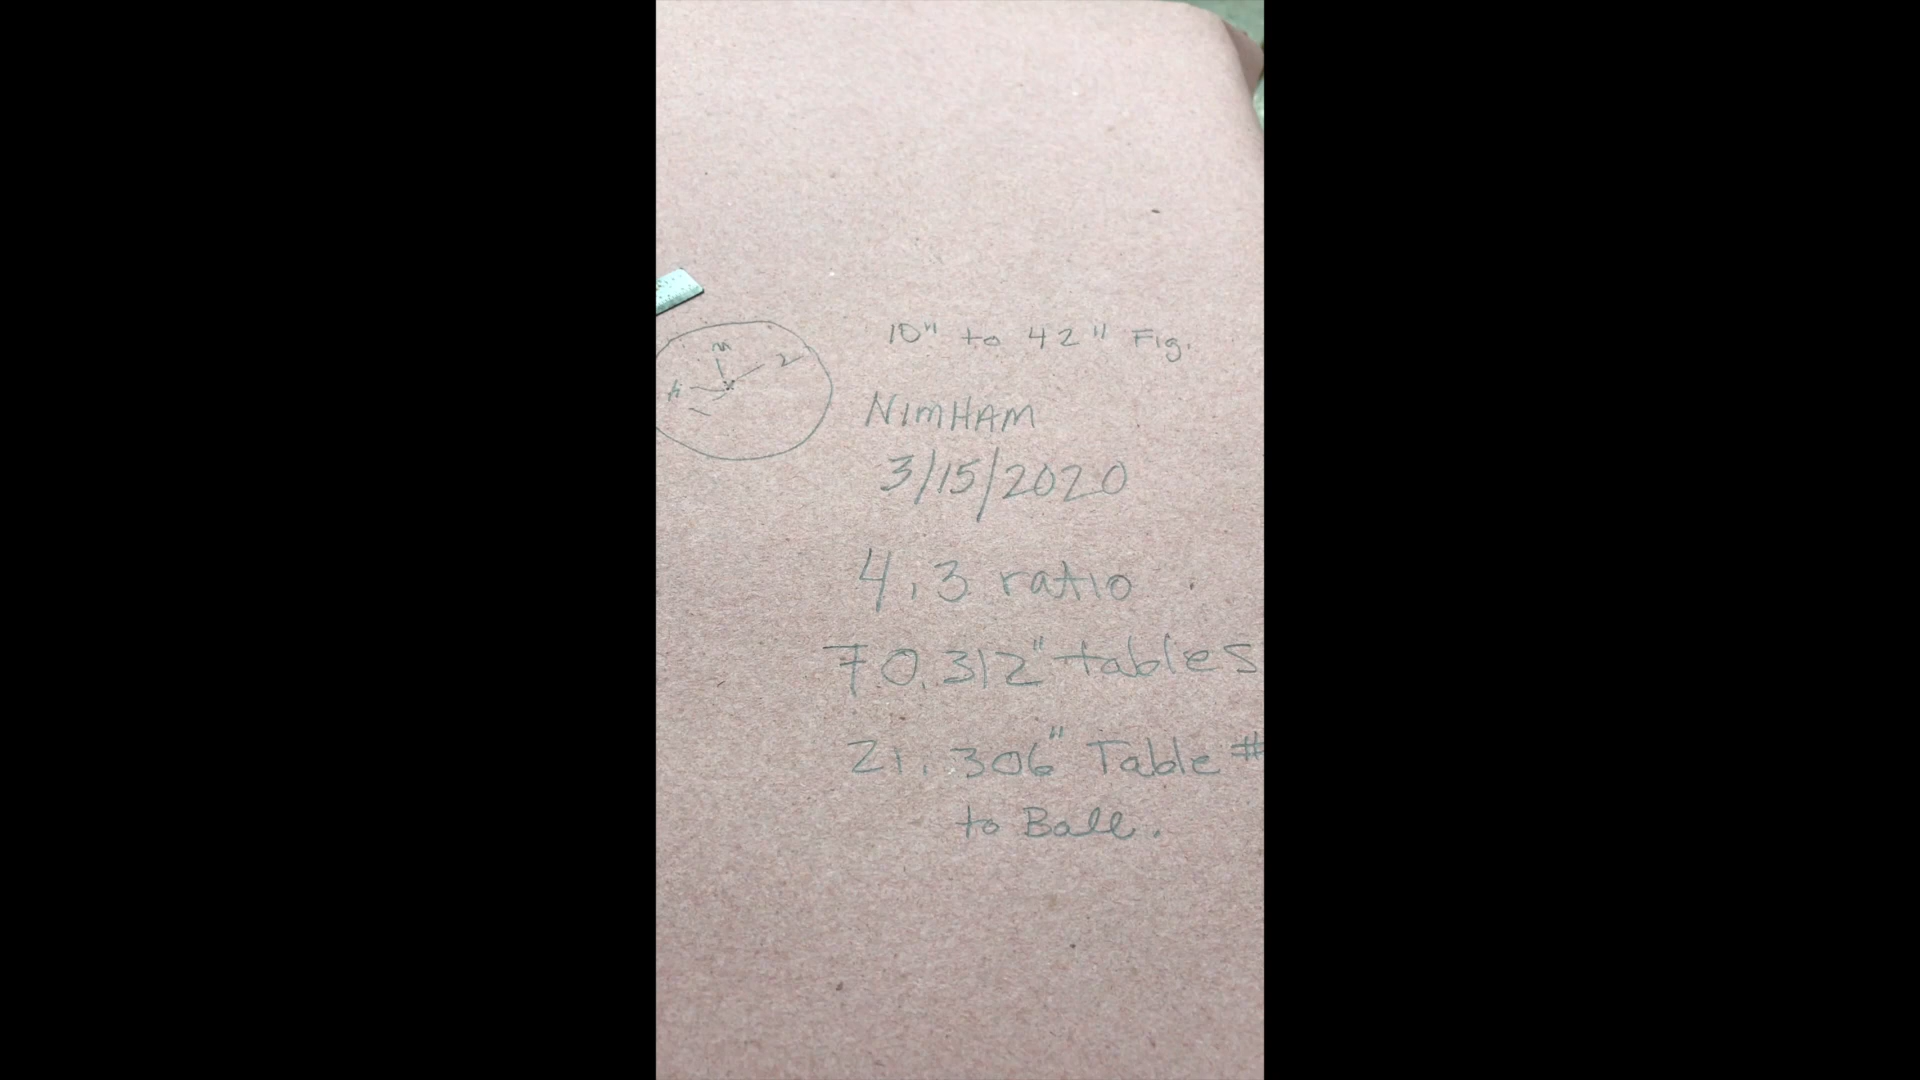 10" to 42" Fig.
NIMHAM
3/15/2020
4.3 ratio
70.312" tables
21.306" Table #
to Ball.
2